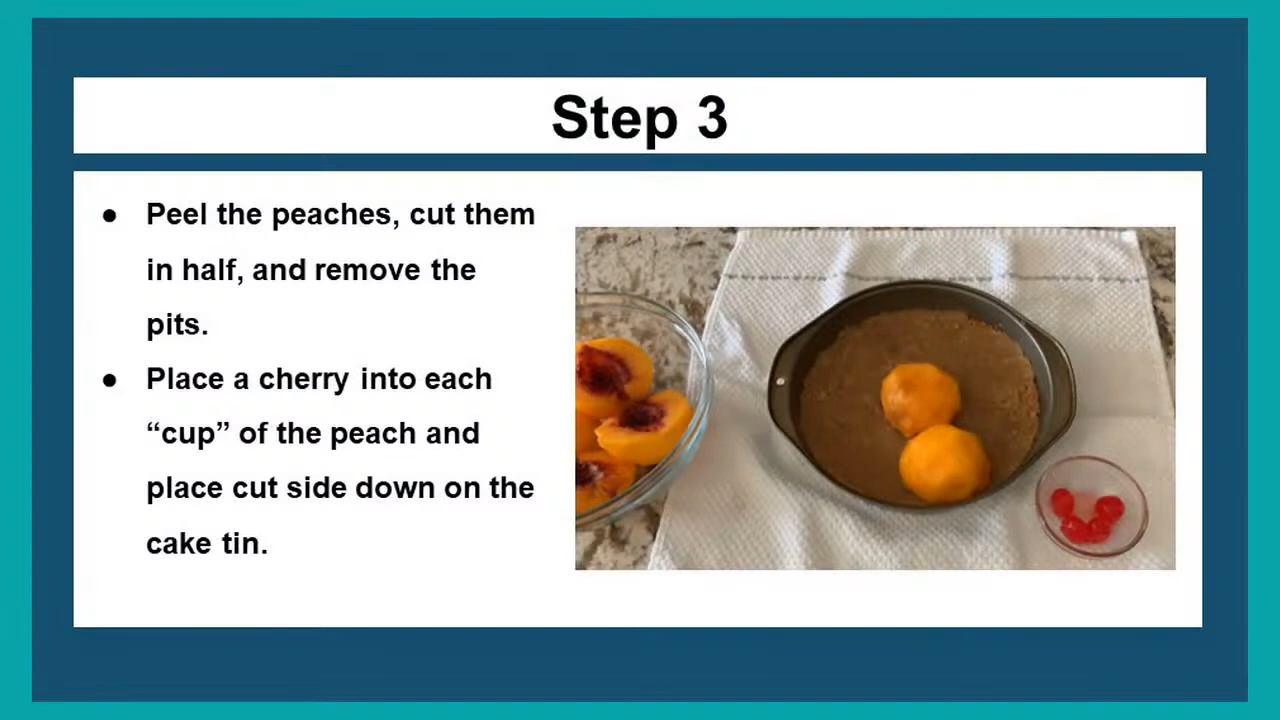 Step 3
● Peel the peaches, cut them
in half, and remove the
pits.
● Place a cherry into each
“cup” of the peach and
place cut side down on the
cake tin.